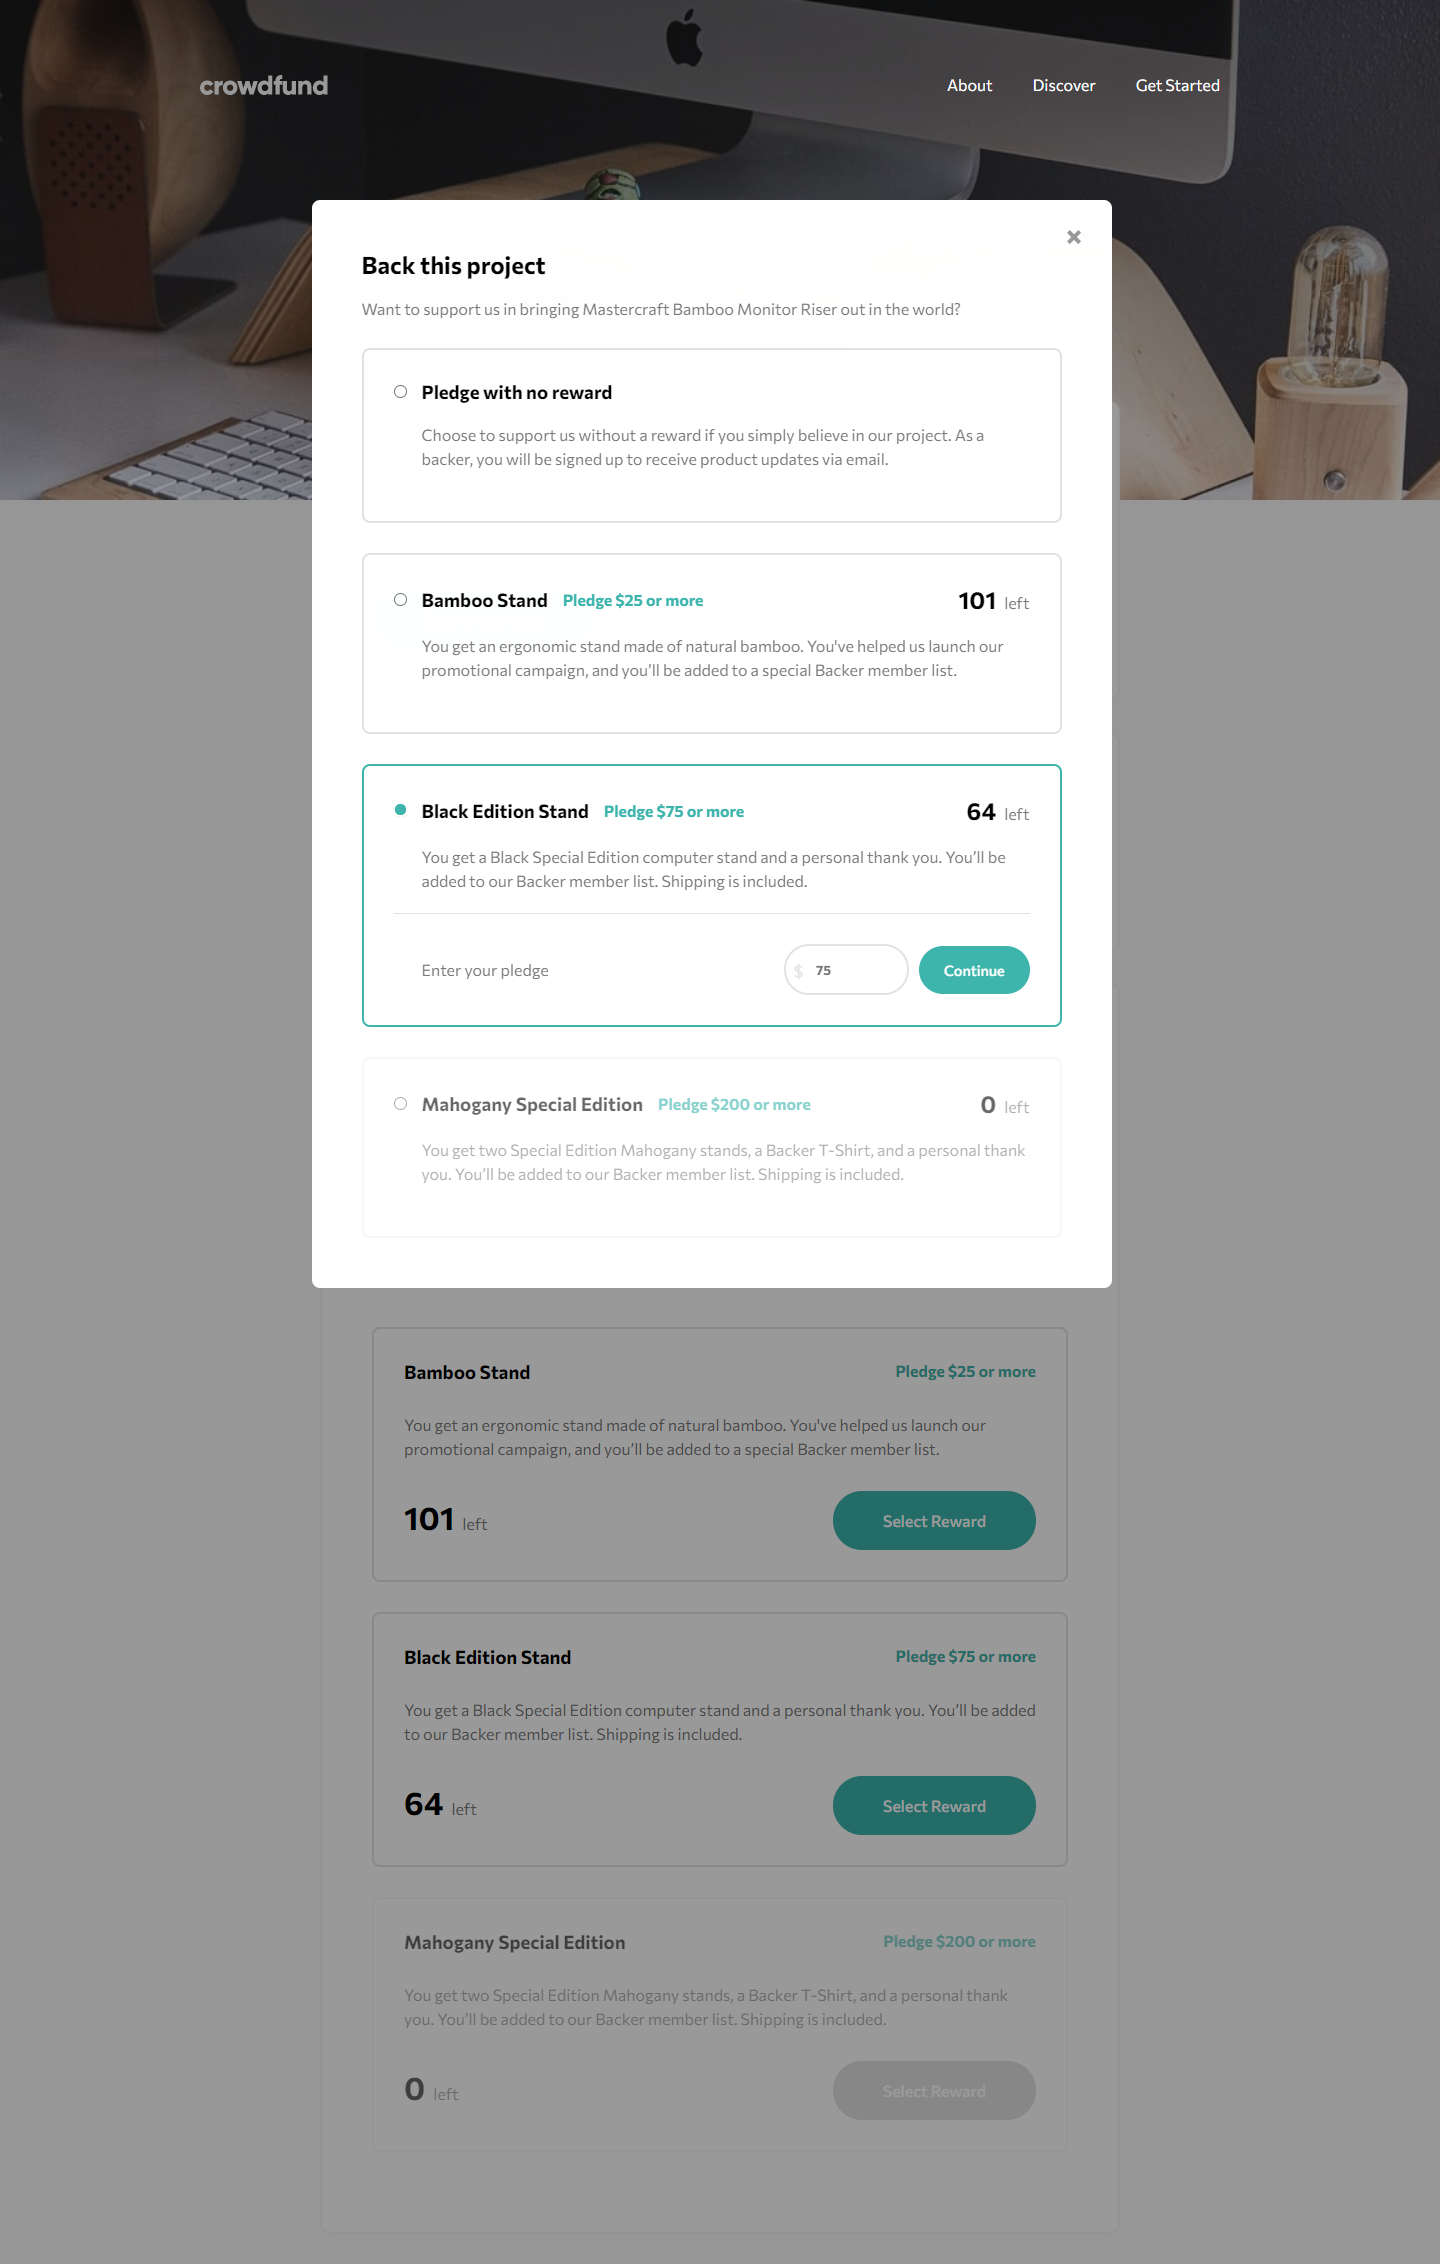 crowdfund
About Discover Get Started
Back this project
Want to support us in bringing Mastercraft Bamboo Monitor Riser out in the world?
Pledge with no reward
Choose to support us without a reward if you simply believe in our project. As a
backer, you will be signed up to receive product updates via email.
Bamboo Stand Pledge $25 or more 101 left
You get an ergonomic stand made of natural bamboo. You've helped us launch our
promotional campaign, and you’ll be added to a special Backer member list.
Black Edition Stand Pledge $75 or more 64 left
You get a Black Special Edition computer stand and a personal thank you. You’ll be
added to our Backer member list. Shipping is included.
Enter your pledge $ 75 Continue
Mahogany Special Edition Pledge $200 or more 0 left
You get two Special Edition Mahogany stands, a Backer T-Shirt, and a personal thank
you. You’ll be added to our Backer member list. Shipping is included.
Bamboo Stand Pledge $25 or more
You get an ergonomic stand made of natural bamboo. You've helped us launch our
promotional campaign, and you’ll be added to a special Backer member list.
101 left Select Reward
Black Edition Stand Pledge $75 or more
You get a Black Special Edition computer stand and a personal thank you. You’ll be added
to our Backer member list. Shipping is included.
64 left Select Reward
Mahogany Special Edition Pledge $200 or more
You get two Special Edition Mahogany stands, a Backer T-Shirt, and a personal thank
you. You’ll be added to our Backer member list. Shipping is included.
0 left Select Reward